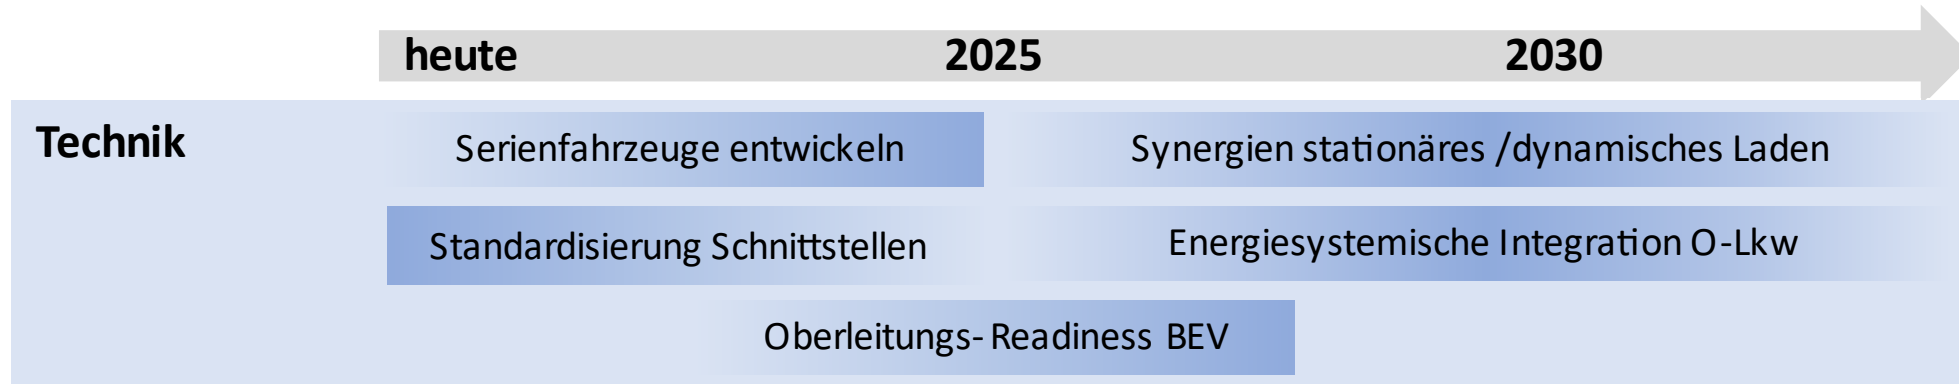 heute 2025 2030
Technik
Serienfahrzeuge entwickeln
Synergien stationäres /dynamisches Laden
Standardisierung Schnittstellen
Energiesystemische Integration O-Lkw
Oberleitungs-Readiness BEV